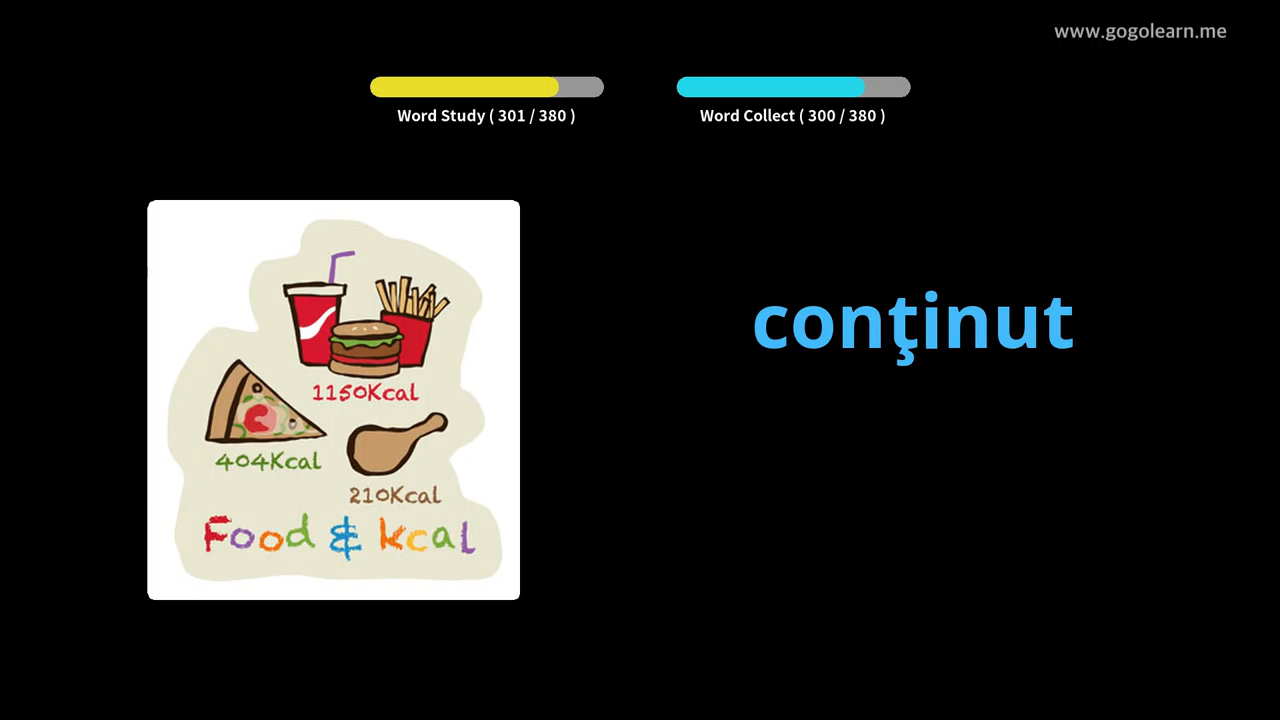 www.gogolearn.me
Word Study ( 301 / 380 )
Word Collect ( 300 / 380 )
conţinut
1150Kcal
404Kcal
210Kcal
Food & kcal